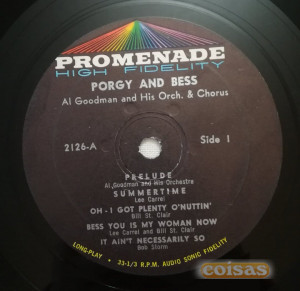 PROMENADE
HIGH FIDELITY
PORGY AND BESS
Al Goodman and His Orch. & Chorus
2126-A Side 1
PRELUDE
Al Goodman and His Orchestra
SUMMERTIME
Lee Carrel
OH - I GOT PLENTY O'NUTTIN'
Bill St. Clair
BESS YOU IS MY WOMAN NOW
Lee Carrel and Bill St. Clair
IT AIN'T NECESSARILY SO
Bob Storm
LONG-PLAY • 33-1/3 R.P.M. AUDIO SONIC FIDELITY
coisas